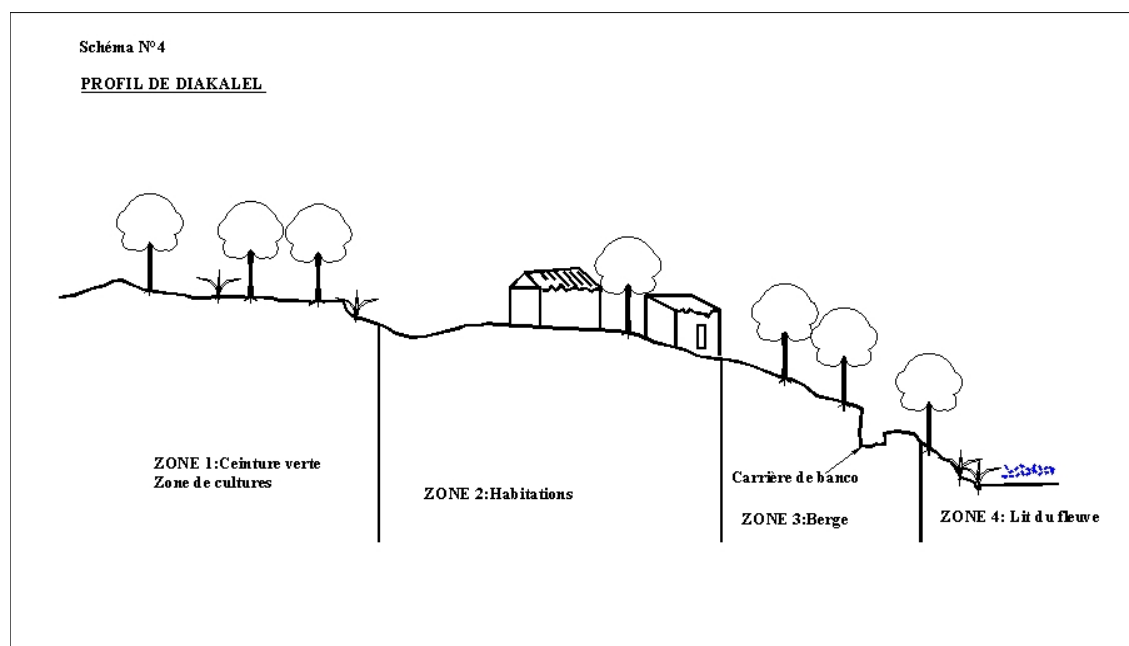 Schéma N°4
PROFIL DE DIAKALEL
ZONE 1:Ceinture verte
Zone de cultures
ZONE 2:Habitations
Carrière de banco
ZONE 3:Berge
ZONE 4: Lit du fleuve